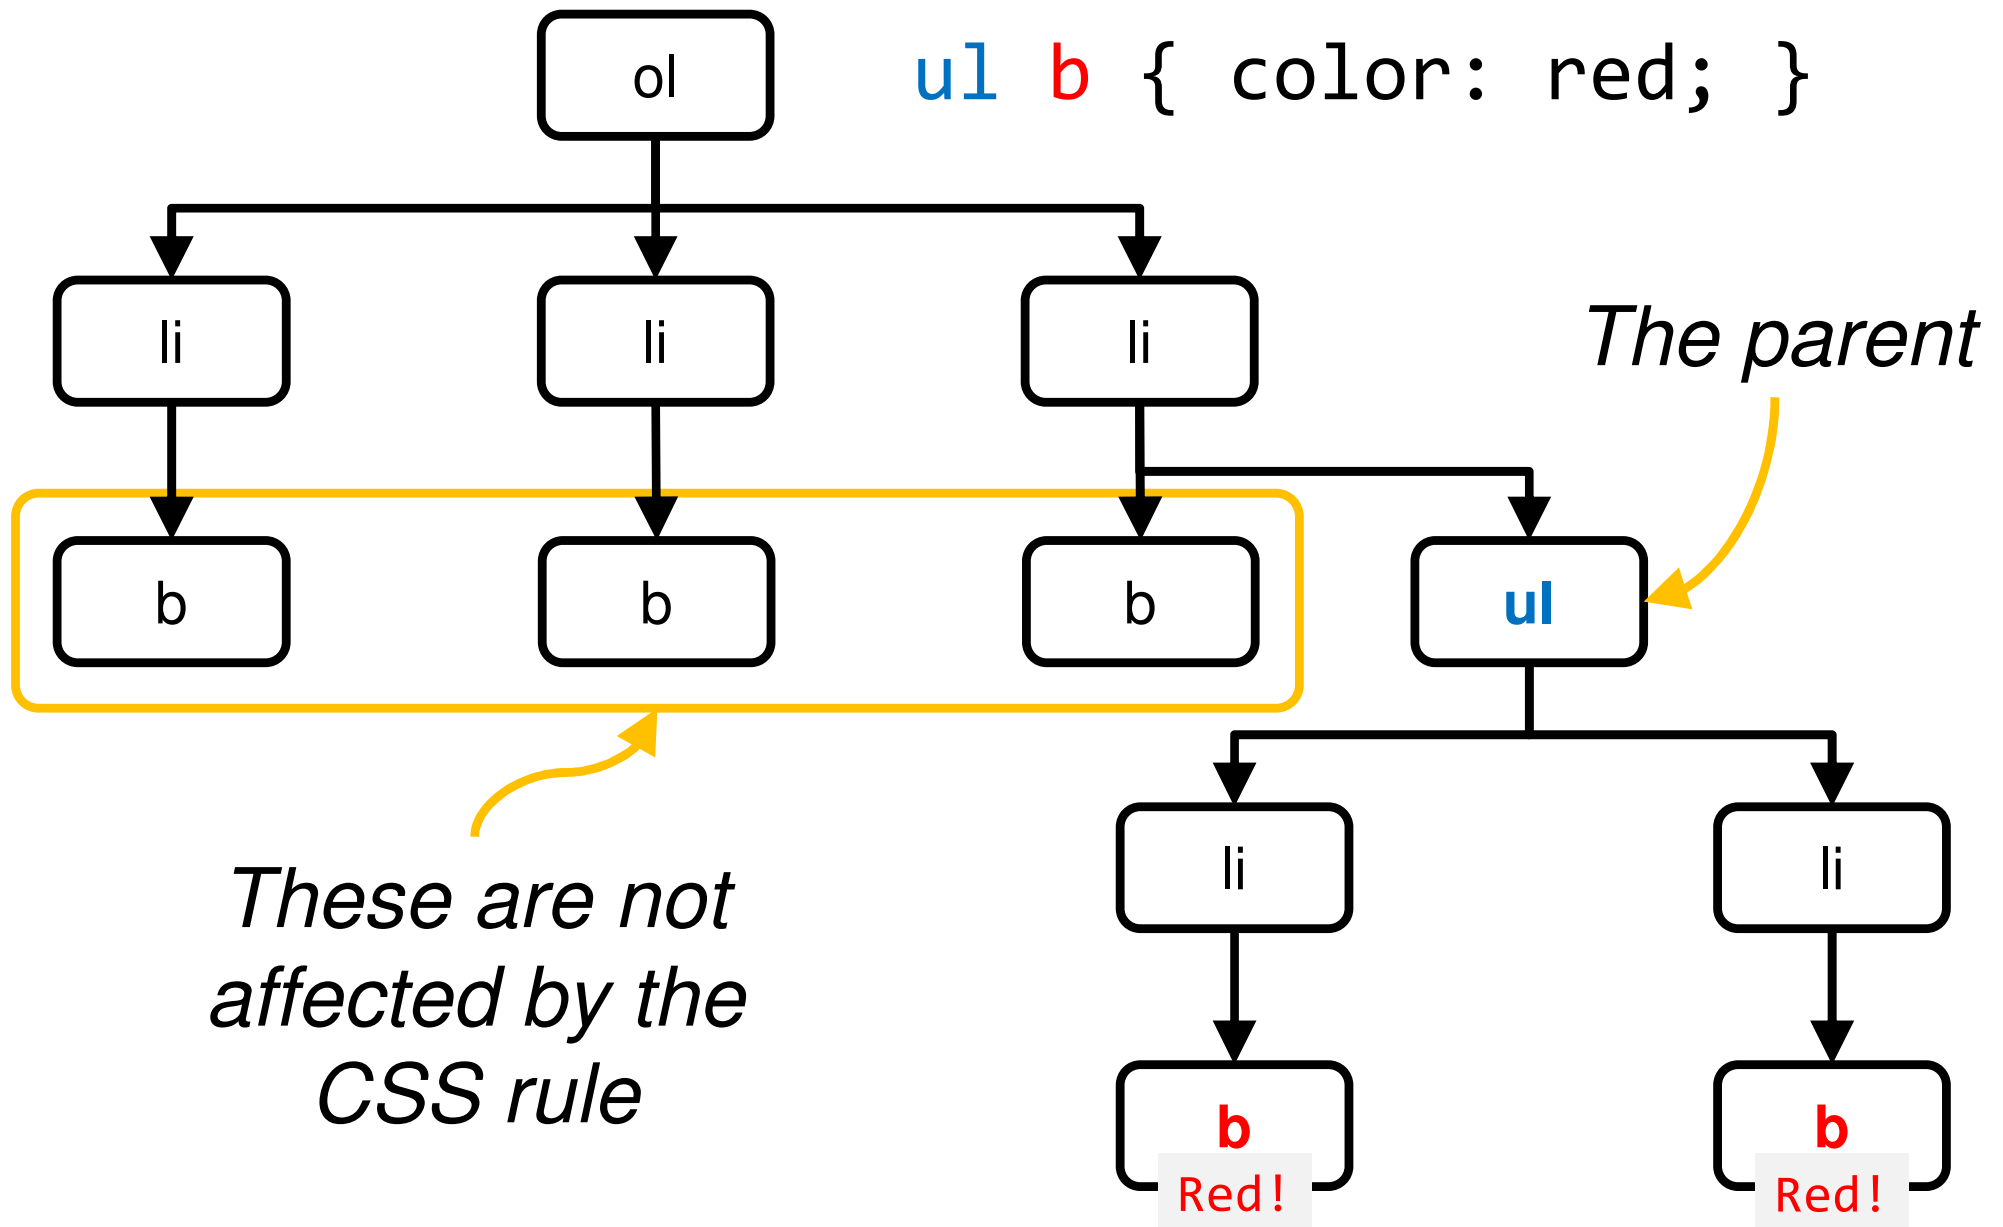 ol
ul b { color: red; }
li
li
li
The parent
b
b
b
ul
These are not
affected by the
CSS rule
li
li
b
Red!
b
Red!